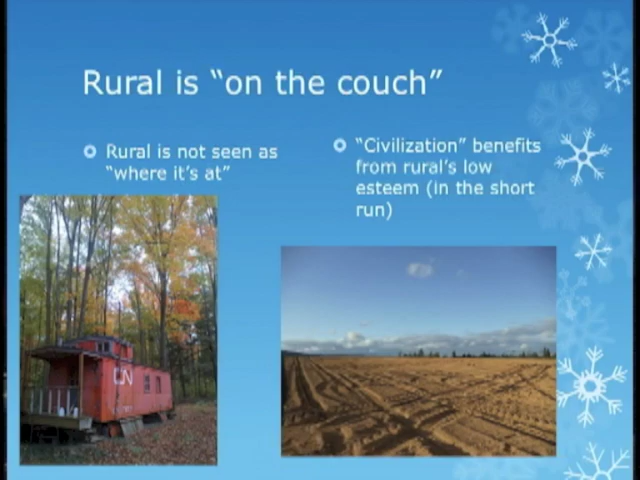 Rural is “on the couch”
Rural is not seen as
“where it’s at”
“Civilization” benefits
from rural’s low
esteem (in the short
run)
CN